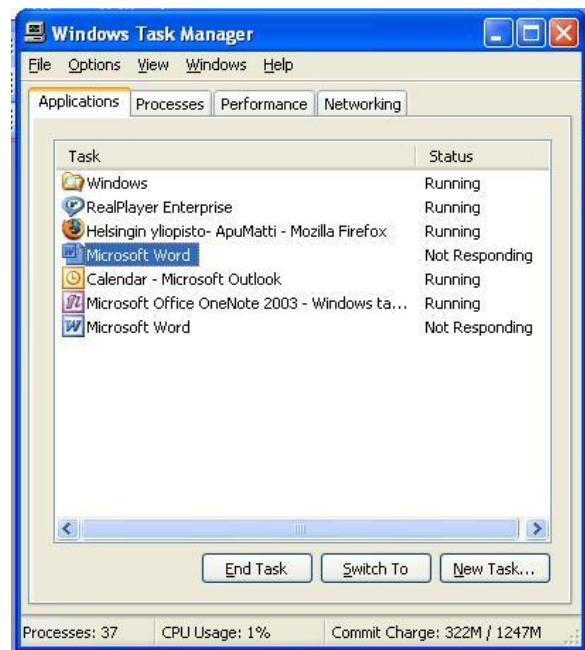 Windows Task Manager
File Options View Windows Help
Applications Processes Performance Networking
Task Status
Windows Running
RealPlayer Enterprise Running
Helsingin yliopisto- ApuMatti - Mozilla Firefox Running
Microsoft Word Not Responding
Calendar - Microsoft Outlook Running
Microsoft Office OneNote 2003 - Windows ta... Running
Microsoft Word Not Responding
End Task Switch To New Task...
Processes: 37 CPU Usage: 1% Commit Charge: 322M / 1247M